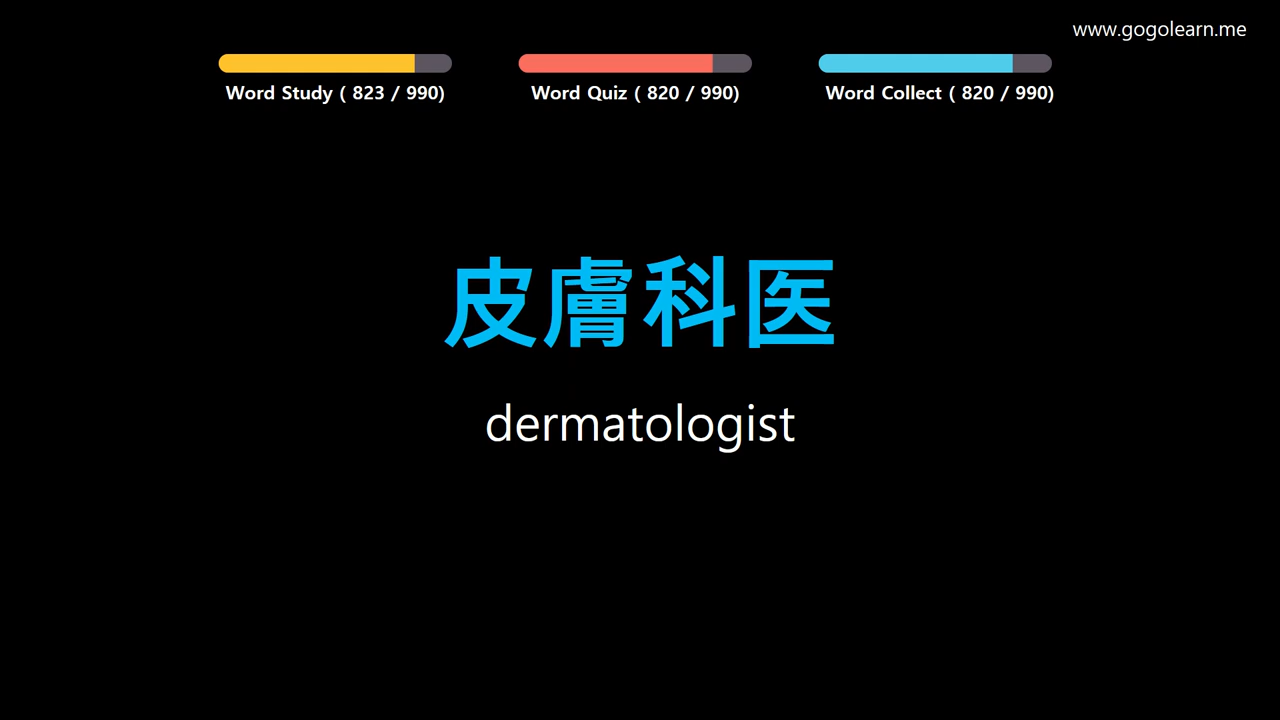 www.gogolearn.me
Word Study ( 823 / 990)
Word Quiz ( 820 / 990)
Word Collect ( 820 / 990)
皮膚科医
dermatologist